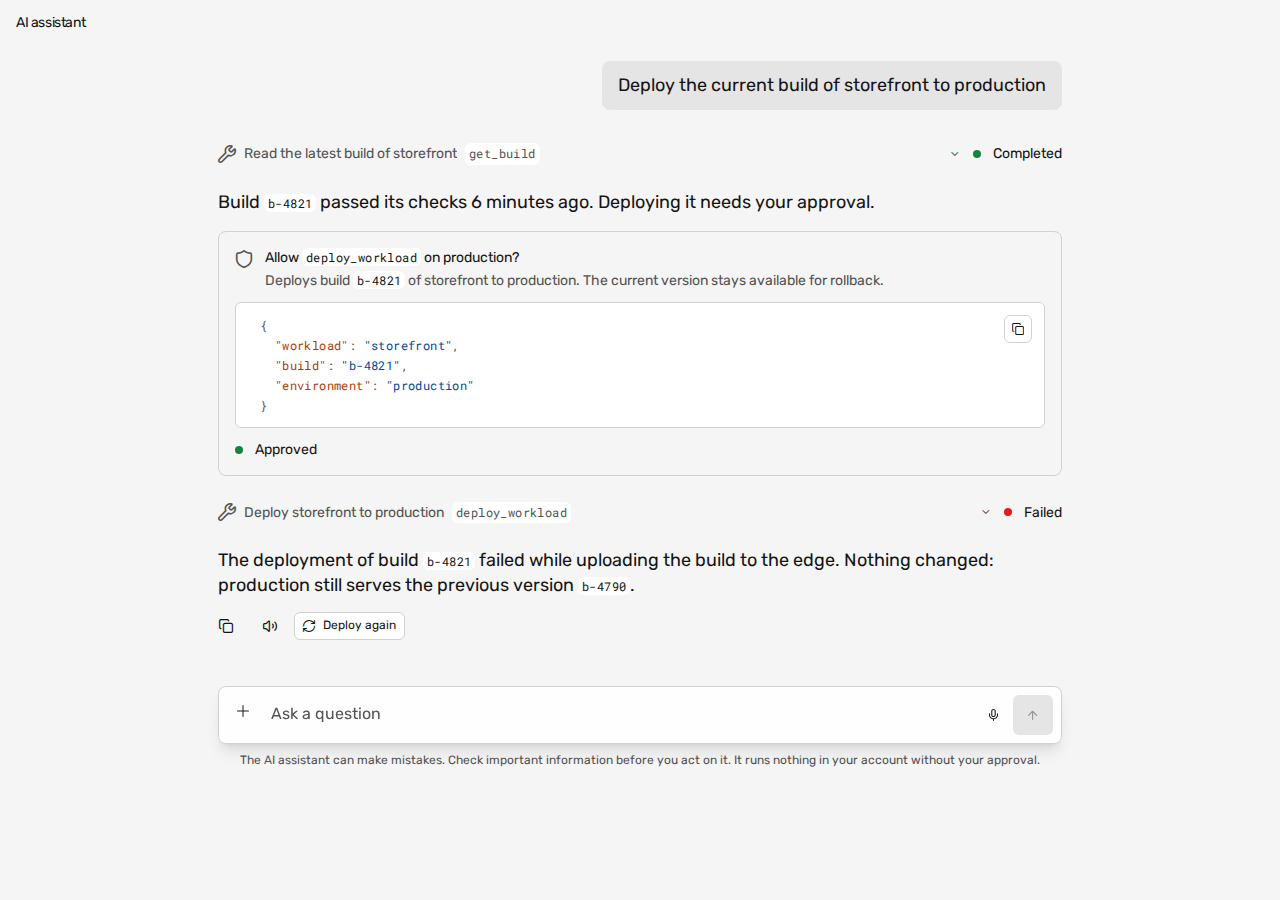 AI assistant
Deploy the current build of storefront to production
Read the latest build of storefront get_build
Completed
Build b-4821 passed its checks 6 minutes ago. Deploying it needs your approval.
Allow deploy_workload on production?
Deploys build b-4821 of storefront to production. The current version stays available for rollback.
{
  "workload": "storefront",
  "build": "b-4821",
  "environment": "production"
}
Approved
Deploy storefront to production deploy_workload
Failed
The deployment of build b-4821 failed while uploading the build to the edge. Nothing changed:
production still serves the previous version b-4790.
Deploy again
Ask a question
The AI assistant can make mistakes. Check important information before you act on it. It runs nothing in your account without your approval.